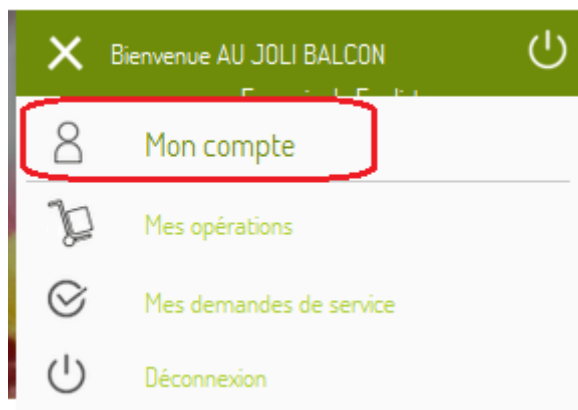 Bienvenue AU JOLI BALCON
Mon compte
Mes opérations
Mes demandes de service
Déconnexion